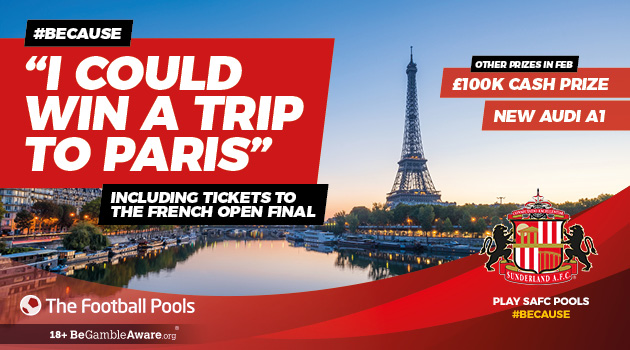 #BECAUSE
“I COULD
WIN A TRIP
TO PARIS”
INCLUDING TICKETS TO
THE FRENCH OPEN FINAL
OTHER PRIZES IN FEB
£100K CASH PRIZE
NEW AUDI A1
SUNDERLAND A.F.C.
PLAY SAFC POOLS
#BECAUSE
The Football Pools
18+ BeGambleAware.org®